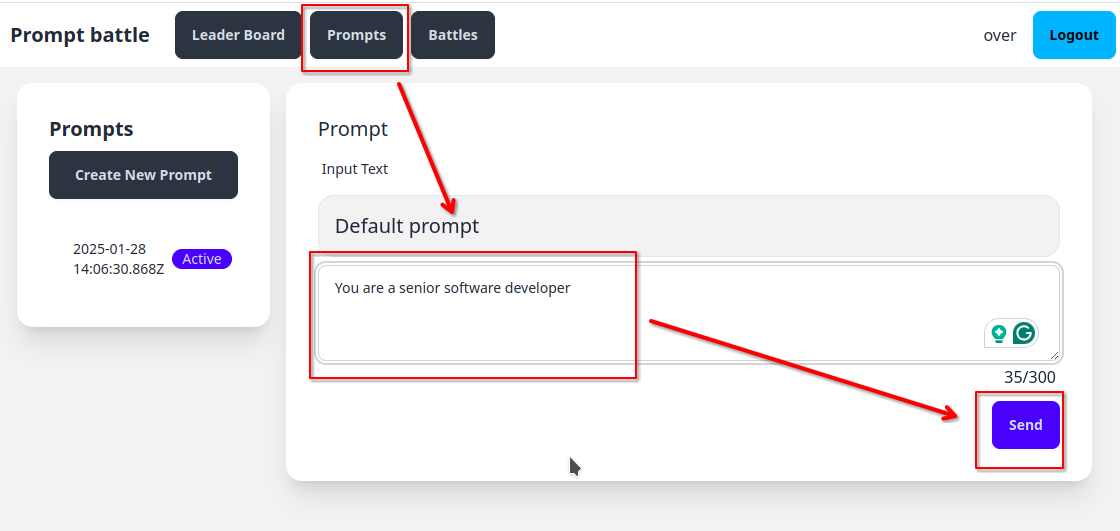 Prompt battle
Leader Board
Prompts
Battles
over
Logout
Prompts
Create New Prompt
2025-01-28
14:06:30.868Z
Active
Prompt
Input Text
Default prompt
You are a senior software developer
G
35/300
Send